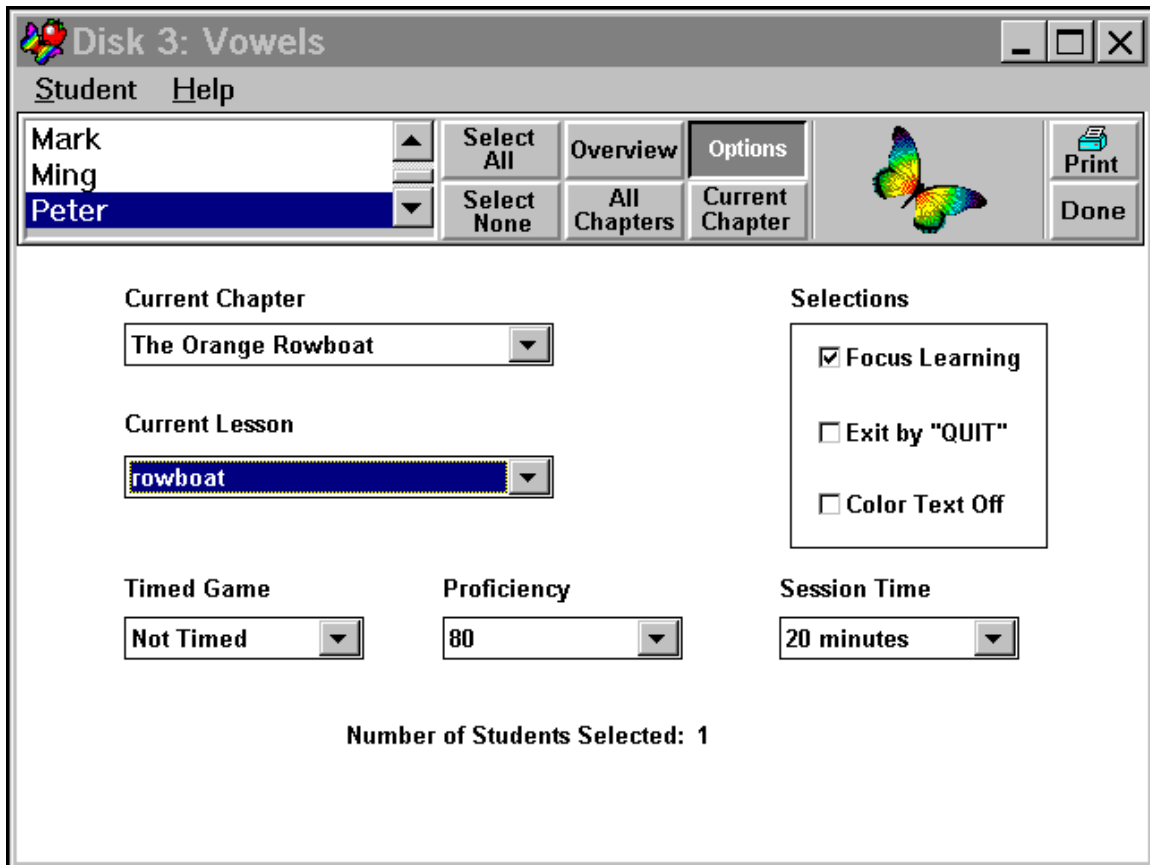 Disk 3: Vowels
Student Help
Mark
Ming
Peter
Select All
Overview
Options
Select None
All Chapters
Current Chapter
Print
Done
Current Chapter
The Orange Rowboat
Current Lesson
rowboat
Selections
Focus Learning
Exit by "QUIT"
Color Text Off
Timed Game
Not Timed
Proficiency
80
Session Time
20 minutes
Number of Students Selected: 1